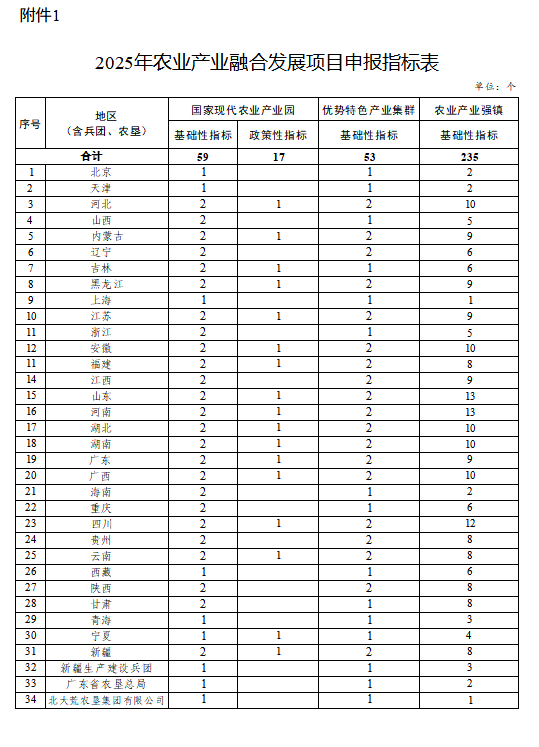 附件1
2025年农业产业融合发展项目申报指标表
单位：个
序号 地区（含兵团、农垦） 国家现代农业产业园 优势特色产业集群 农业产业强镇
基础性指标 政策性指标 基础性指标 基础性指标
合计 59 17 53 235
1 北京 1 1 2
2 天津 1 1 2
3 河北 2 1 2 10
4 山西 2 1 5
5 内蒙古 2 1 2 9
6 辽宁 2 2 6
7 吉林 2 1 1 6
8 黑龙江 2 1 2 9
9 上海 1 1 1
10 江苏 2 1 2 9
11 浙江 2 1 5
12 安徽 2 1 2 10
11 福建 2 1 2 8
14 江西 2 2 9
15 山东 2 1 2 13
16 河南 2 1 2 13
17 湖北 2 1 2 10
18 湖南 2 1 2 10
19 广东 2 1 2 9
20 广西 2 1 2 10
21 海南 2 1 2
22 重庆 2 1 6
23 四川 2 1 2 12
24 贵州 2 2 8
25 云南 2 1 2 8
26 西藏 1 1 6
27 陕西 2 2 8
28 甘肃 2 1 8
29 青海 1 1 3
30 宁夏 1 1 1 4
31 新疆 2 1 2 8
32 新疆生产建设兵团 1 1 3
33 广东省农垦总局 1 1 2
34 北大荒农垦集团有限公司 1 1 1